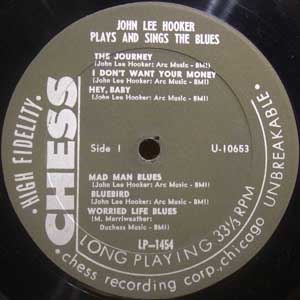 JOHN LEE HOOKER
PLAYS AND SINGS THE BLUES
THE JOURNEY
(John Lee Hooker: Arc Music - BMI)
I DON'T WANT YOUR MONEY
(John Lee Hooker: Arc Music - BMI)
HEY, BABY
(John Lee Hooker: Arc Music - BMI)
Side 1
U-10653
MAD MAN BLUES
(John Lee Hooker: Arc Music - BMI)
BLUEBIRD
(John Lee Hooker: Arc Music - BMI)
WORRIED LIFE BLUES
(M. Merriweather:
Duchess Music - BMI)
LP-1454
• HIGH FIDELITY •
CHESS
LONG PLAYING 33⅓ RPM
UNBREAKABLE •
• chess recording corp., chicago